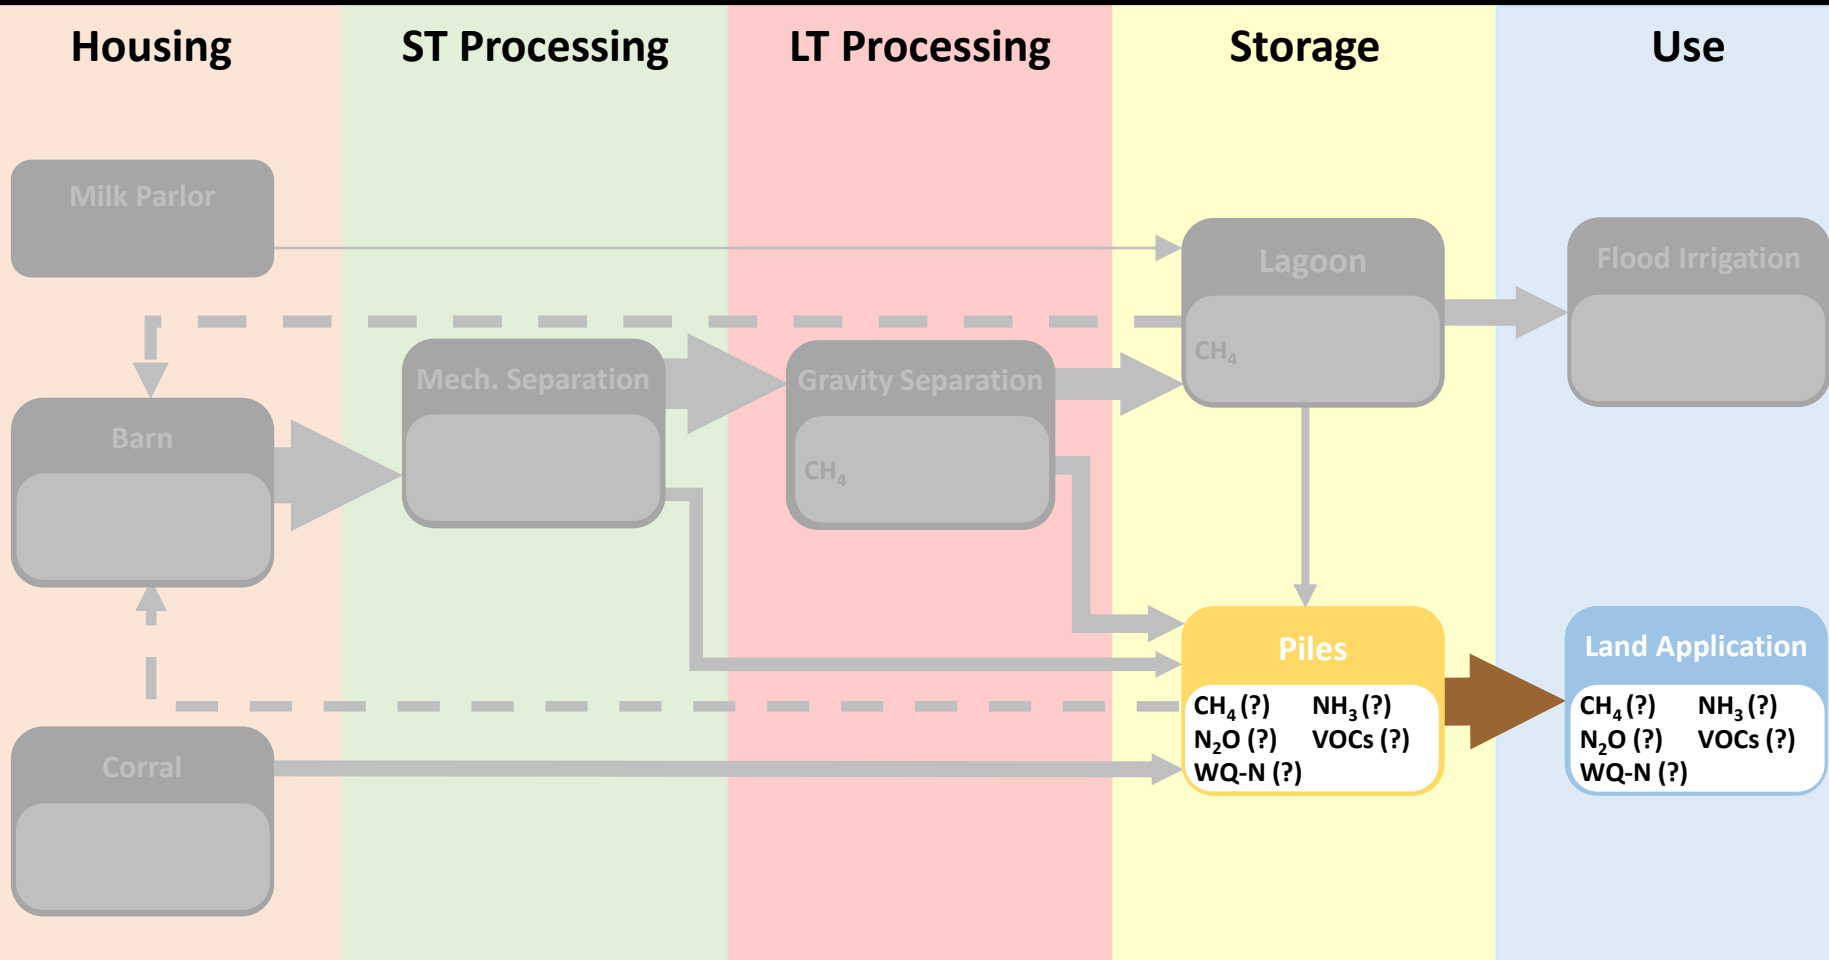 Housing
ST Processing
LT Processing
Storage
Use
Milk Parlor
Lagoon
CH₄
Flood Irrigation
Mech. Separation
Gravity Separation
CH₄
Barn
Piles
CH₄ (?) NH₃ (?)
N₂O (?) VOCs (?)
WQ-N (?)
Land Application
CH₄ (?) NH₃ (?)
N₂O (?) VOCs (?)
WQ-N (?)
Corral